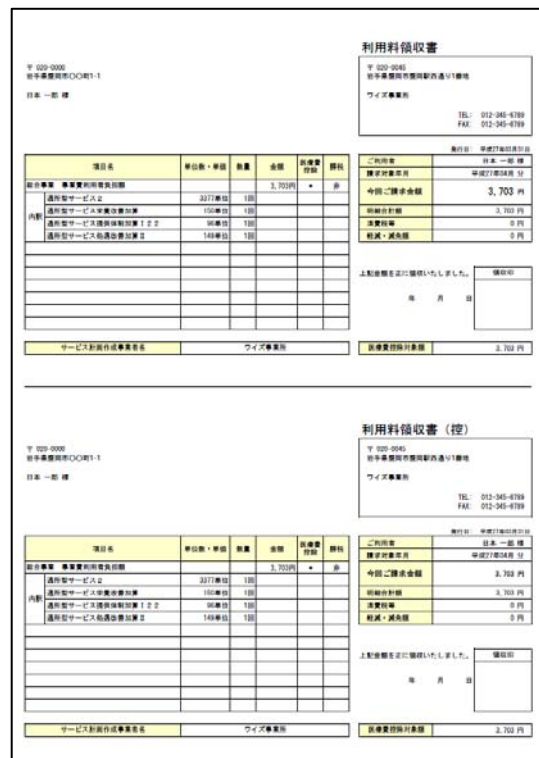 利用料領収書
〒 020-0000
岩手県盛岡市〇〇町1-1
日本 一郎 様
〒 020-0045
岩手県盛岡市盛岡駅西通り1番地
ワイズ事業所
TEL: 012-345-6789
FAX: 012-345-6789
発行日: 平成27年03月31日
項目名 単位数・単価 数量 金額 医療費控除 課税
総合事業 事業費利用者負担額 3,703円 * 非
内訳
通所型サービス2 3377単位 1回
通所型サービス栄養改善加算 150単位 1回
通所型サービス提供体制加算Ⅰ22 96単位 1回
通所型サービス処遇改善加算Ⅱ 149単位 1回
ご利用者 日本 一郎 様
請求対象年月 平成27年04月 分
今回ご請求金額 3,703 円
明細合計額 3,703 円
消費税等 0 円
軽減・減免額 0 円
上記金額を正に領収いたしました。 領収印
年 月 日
サービス計画作成事業者名 ワイズ事業所
医療費控除対象額 3,703 円
利用料領収書(控)
〒 020-0000
岩手県盛岡市〇〇町1-1
日本 一郎 様
〒 020-0045
岩手県盛岡市盛岡駅西通り1番地
ワイズ事業所
TEL: 012-345-6789
FAX: 012-345-6789
発行日: 平成27年03月31日
項目名 単位数・単価 数量 金額 医療費控除 課税
総合事業 事業費利用者負担額 3,703円 * 非
内訳
通所型サービス2 3377単位 1回
通所型サービス栄養改善加算 150単位 1回
通所型サービス提供体制加算Ⅰ22 96単位 1回
通所型サービス処遇改善加算Ⅱ 149単位 1回
ご利用者 日本 一郎 様
請求対象年月 平成27年04月 分
今回ご請求金額 3,703 円
明細合計額 3,703 円
消費税等 0 円
軽減・減免額 0 円
上記金額を正に領収いたしました。 領収印
年 月 日
サービス計画作成事業者名 ワイズ事業所
医療費控除対象額 3,703 円